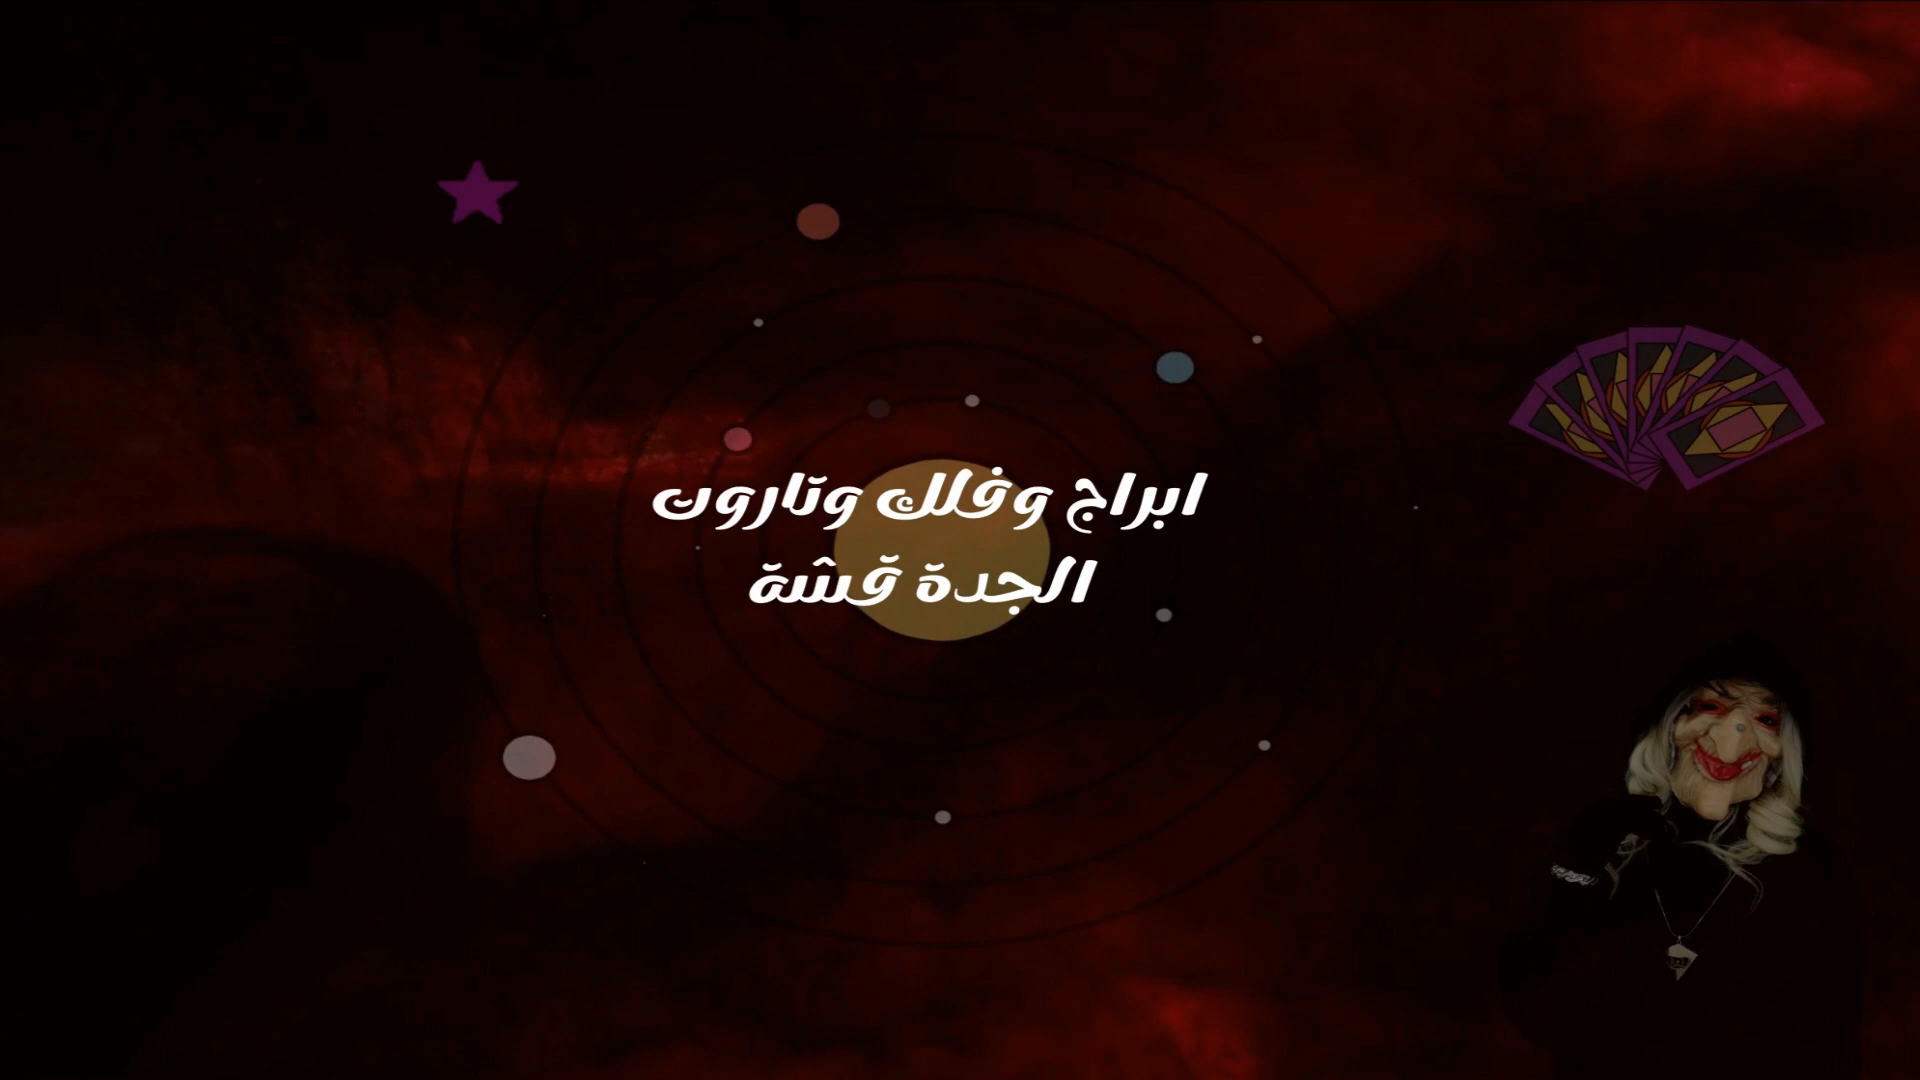 ابراج وفلك وتاروت
الجدة قشة